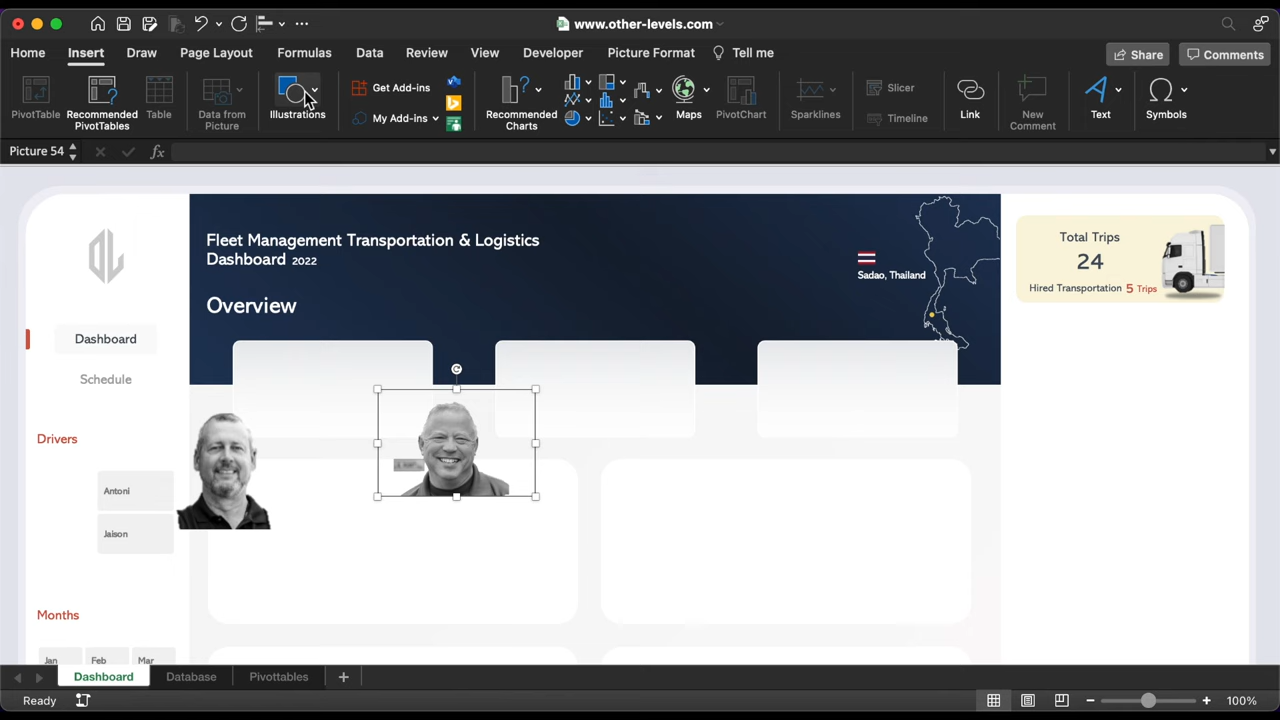 www.other-levels.com
Home Insert Draw Page Layout Formulas Data Review View Developer Picture Format Tell me Share Comments
PivotTable
Recommended PivotTables
Table
Data from Picture
Illustrations
Get Add-ins
My Add-ins
Recommended Charts
Maps
PivotChart
Sparklines
Slicer
Timeline
Link
New Comment
Text
Symbols
Picture 54
fx
Fleet Management Transportation & Logistics
Dashboard 2022
Overview
Sadao, Thailand
Total Trips
24
Hired Transportation 5 Trips
Dashboard
Schedule
Drivers
Antoni
Jaison
Months
Jan Feb Mar
Dashboard Database Pivottables
Ready
100%